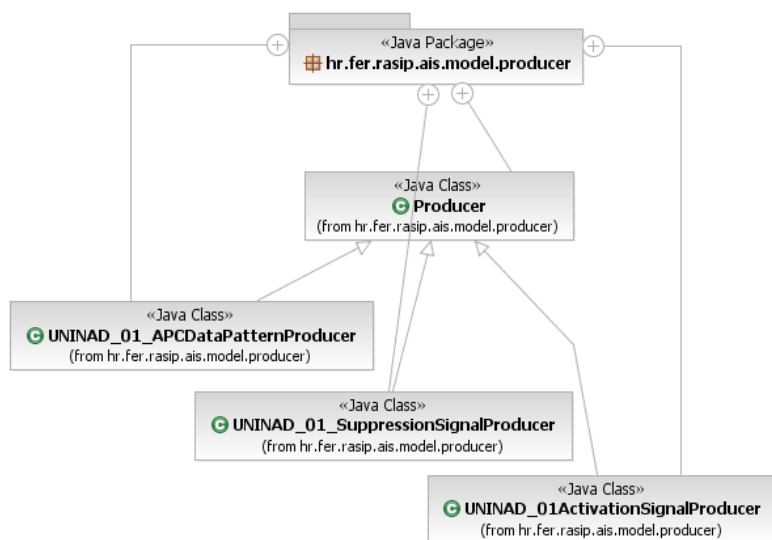 «Java Package»
hr.fer.rasip.ais.model.producer
«Java Class»
Producer
(from hr.fer.rasip.ais.model.producer)
«Java Class»
UNINAD_01_APCDataPatternProducer
(from hr.fer.rasip.ais.model.producer)
«Java Class»
UNINAD_01_SuppressionSignalProducer
(from hr.fer.rasip.ais.model.producer)
«Java Class»
UNINAD_01ActivationSignalProducer
(from hr.fer.rasip.ais.model.producer)